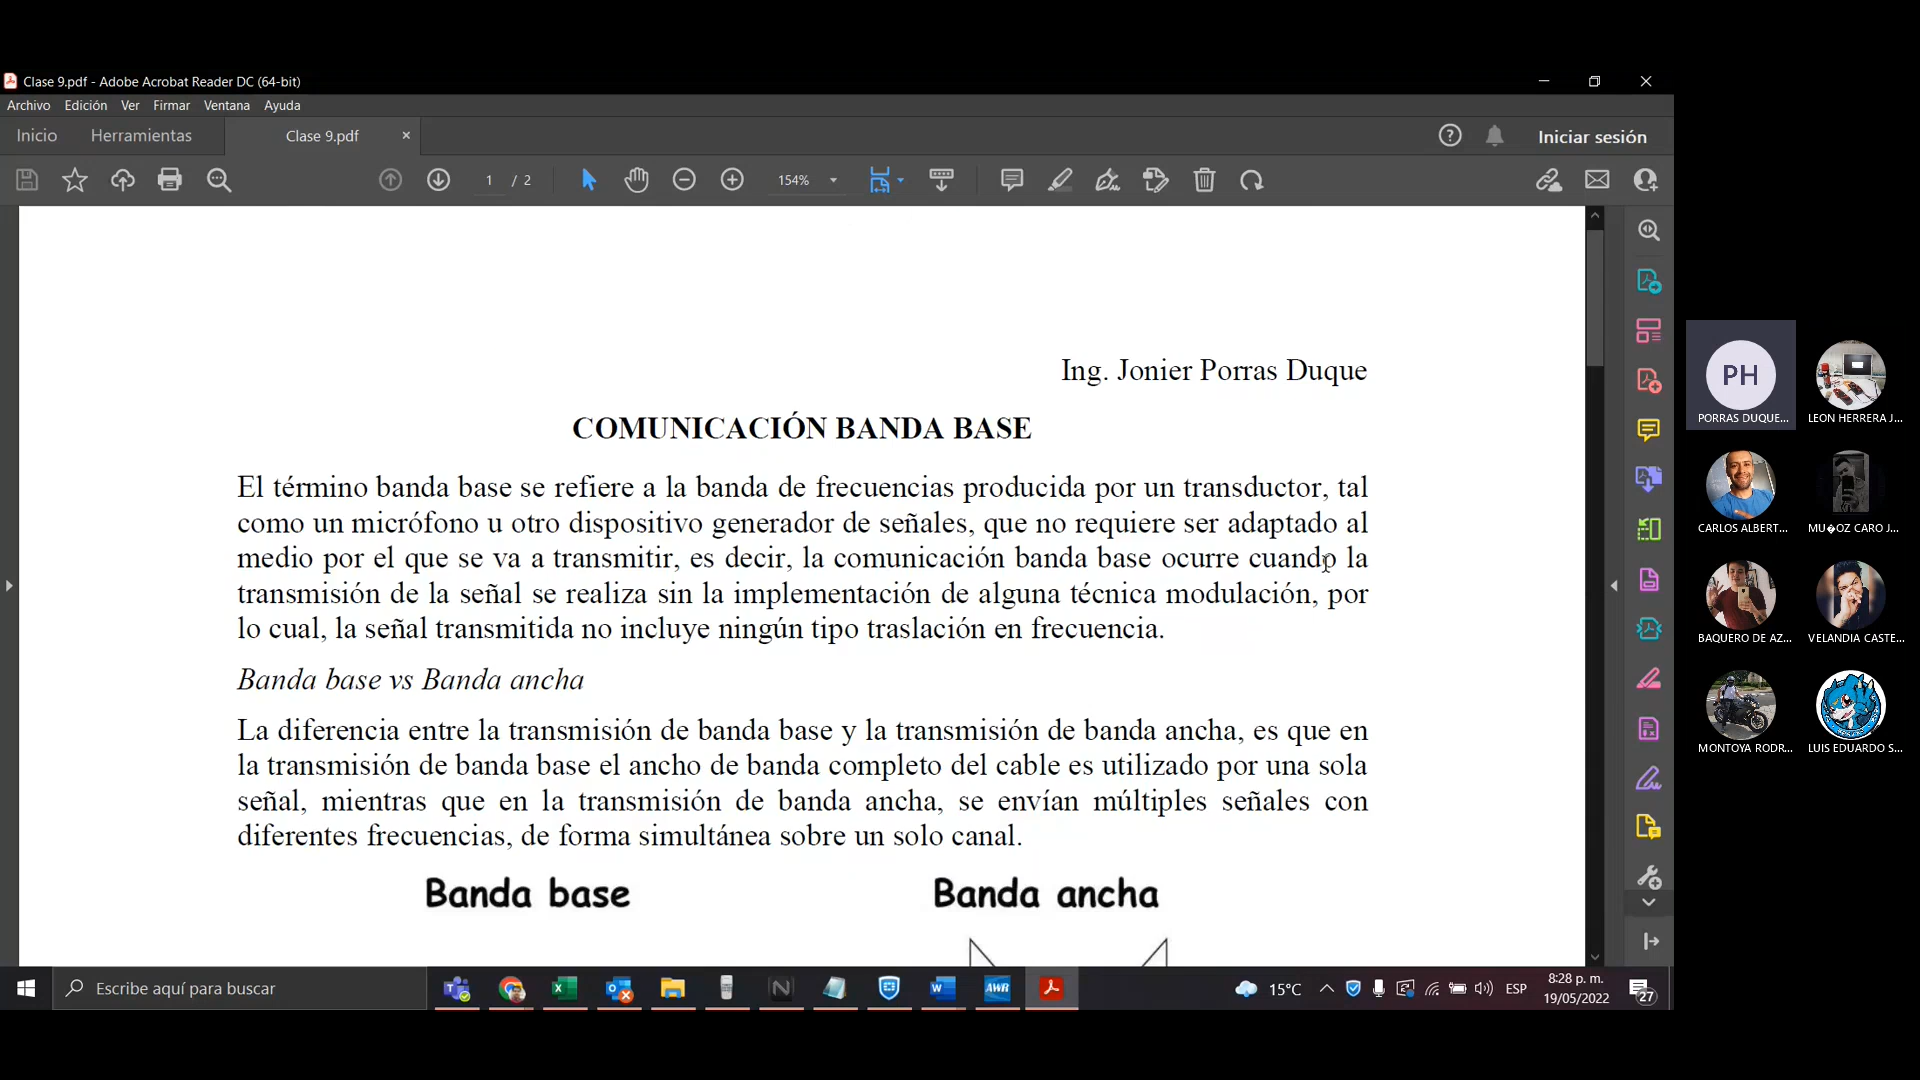 Clase 9.pdf - Adobe Acrobat Reader DC (64-bit)
Archivo Edición Ver Firmar Ventana Ayuda
Inicio Herramientas Clase 9.pdf Iniciar sesión
1 / 2 154%
Ing. Jonier Porras Duque
COMUNICACIÓN BANDA BASE
El término banda base se refiere a la banda de frecuencias producida por un transductor, tal
como un micrófono u otro dispositivo generador de señales, que no requiere ser adaptado al
medio por el que se va a transmitir, es decir, la comunicación banda base ocurre cuando la
transmisión de la señal se realiza sin la implementación de alguna técnica modulación, por
lo cual, la señal transmitida no incluye ningún tipo traslación en frecuencia.
Banda base vs Banda ancha
La diferencia entre la transmisión de banda base y la transmisión de banda ancha, es que en
la transmisión de banda base el ancho de banda completo del cable es utilizado por una sola
señal, mientras que en la transmisión de banda ancha, se envían múltiples señales con
diferentes frecuencias, de forma simultánea sobre un solo canal.
Banda base Banda ancha
PH
PORRAS DUQUE... LEON HERRERA J...
CARLOS ALBERT... MU�OZ CARO J...
BAQUERO DE AZ... VELANDIA CASTE...
MONTOYA RODR... LUIS EDUARDO S...
Escribe aquí para buscar
AWR
15°C
ESP
8:28 p. m.
19/05/2022
27